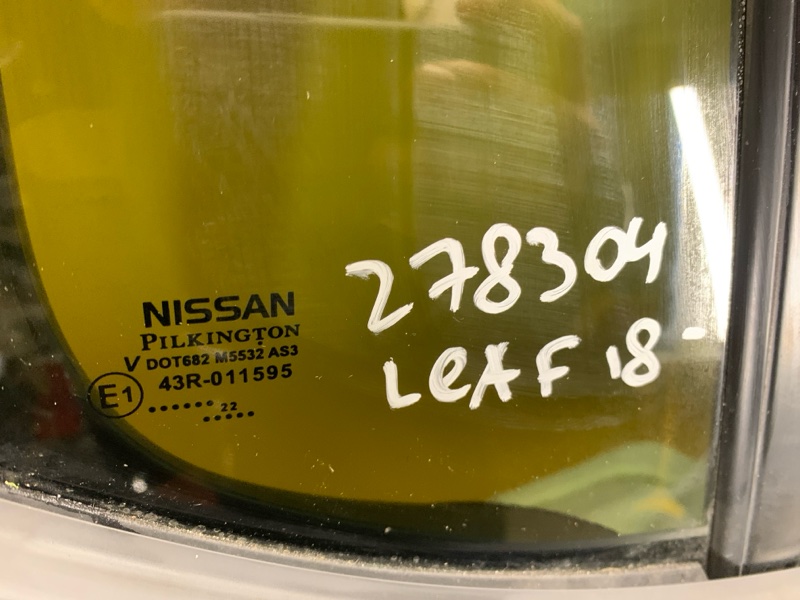 278304
LeAF 18-
NISSAN
PILKINGTON
V DOT682 M5532 AS3
43R-011595
E1
•••••• 22
•••••